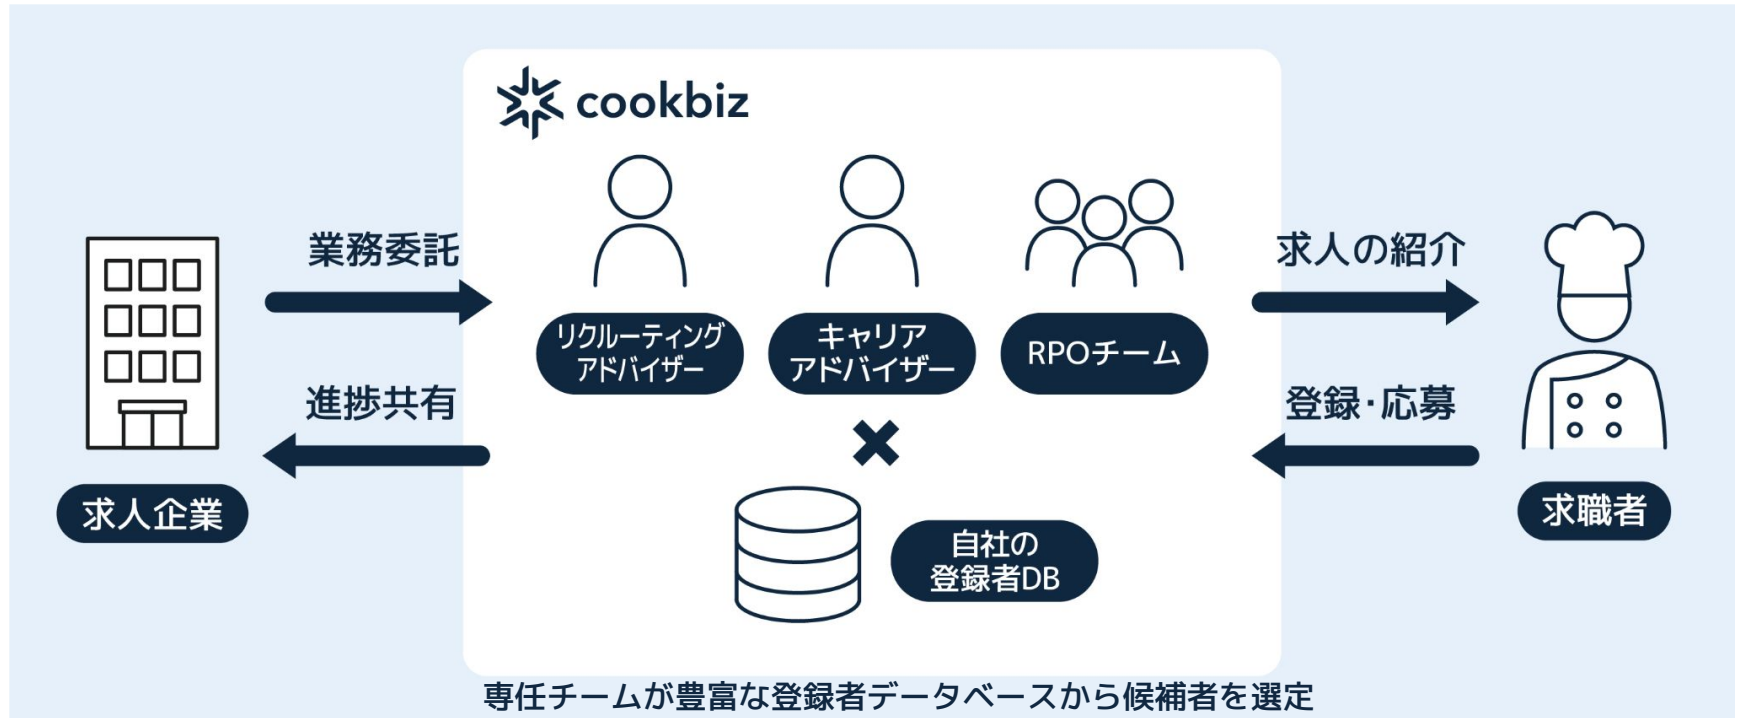 cookbiz
業務委託
進捗共有
求人企業
リクルーティング
アドバイザー
キャリア
アドバイザー
RPOチーム
自社の
登録者DB
求人の紹介
登録・応募
求職者
専任チームが豊富な登録者データベースから候補者を選定